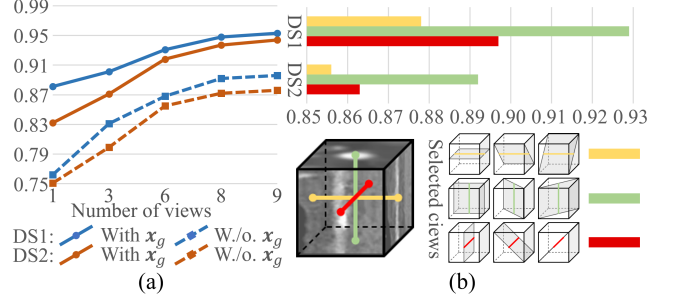 0.99
0.95
0.91
0.87
0.83
0.79
0.75
1 3 6 8 9
Number of views
DS1: With x_g W./o. x_g
DS2: With x_g W./o. x_g
(a)
DS1
DS2
0.85 0.86 0.87 0.88 0.89 0.90 0.91 0.92 0.93
Selected ciews
(b)